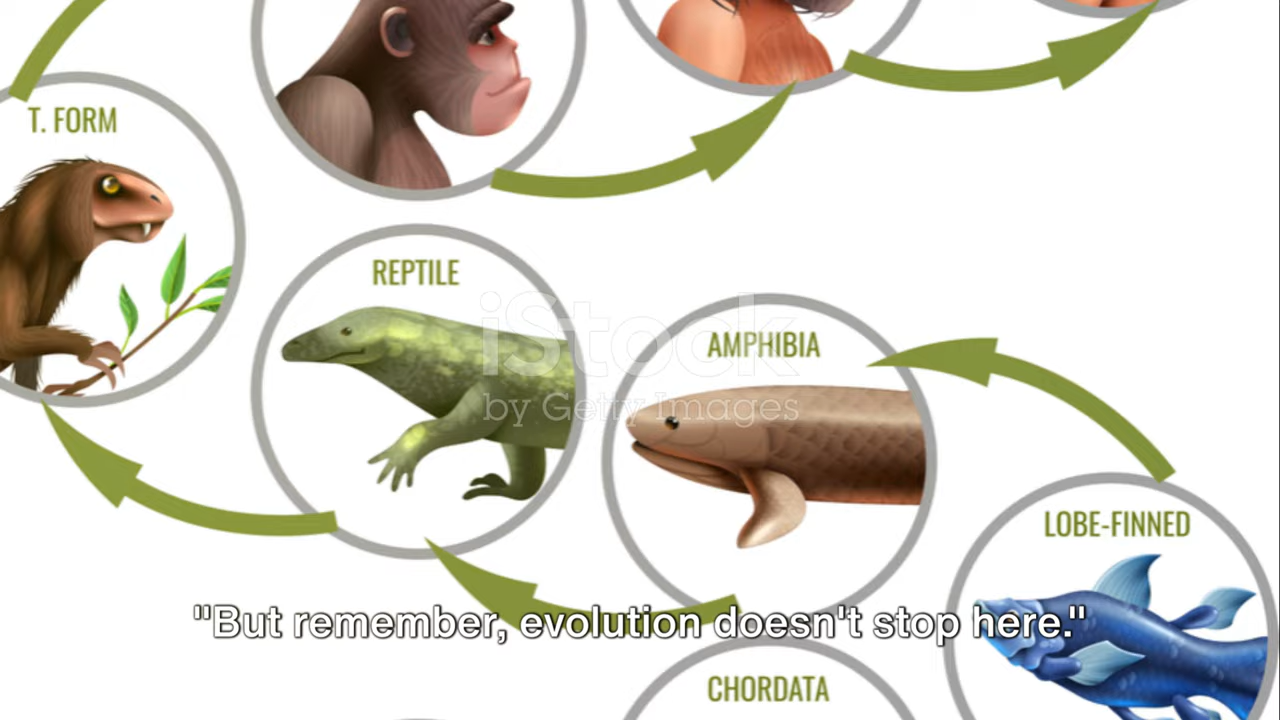 T. FORM
REPTILE
AMPHIBIA
iStock
by Getty Images
LOBE-FINNED
"But remember, evolution doesn't stop here."
CHORDATA